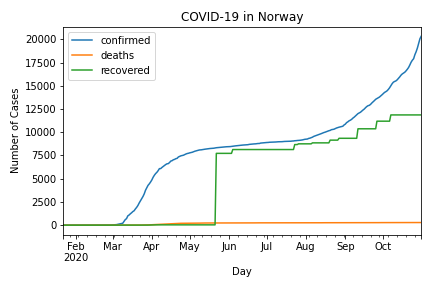 COVID-19 in Norway
confirmed
deaths
recovered
Number of Cases
20000
17500
15000
12500
10000
7500
5000
2500
0
Feb Mar Apr May Jun Jul Aug Sep Oct
2020
Day